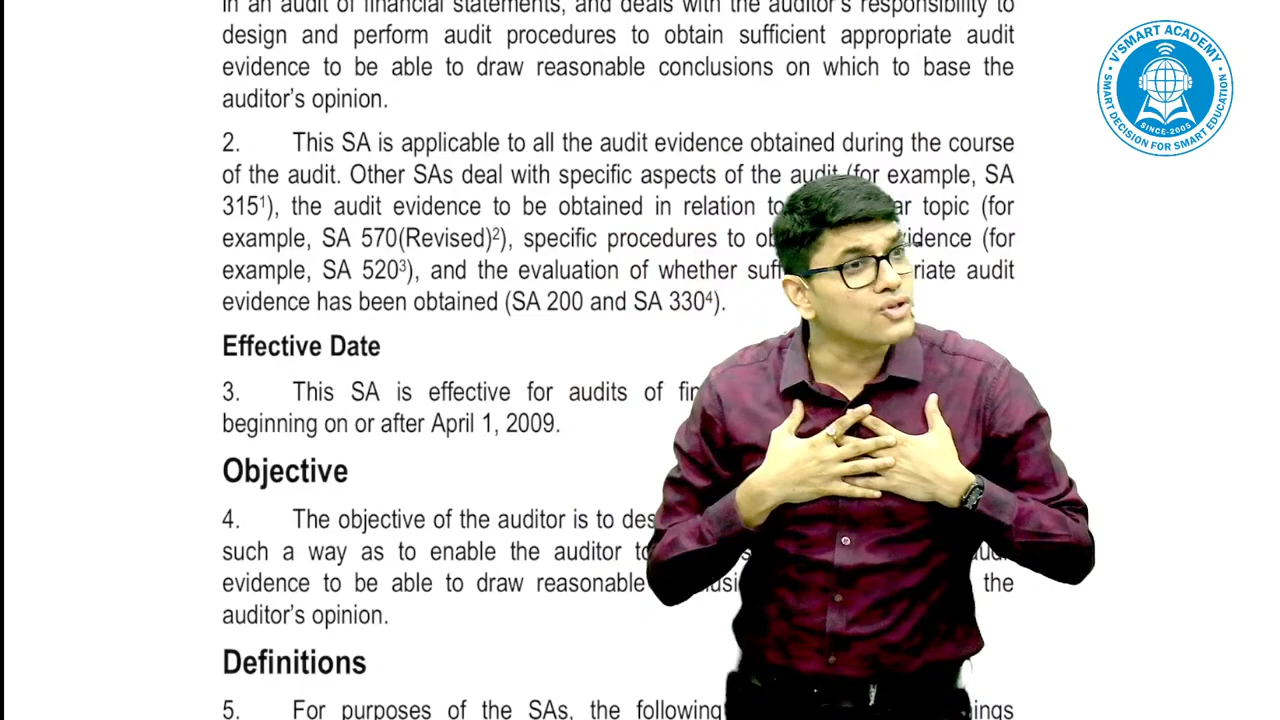 in an audit of financial statements, and deals with the auditor's responsibility to
design and perform audit procedures to obtain sufficient appropriate audit
evidence to be able to draw reasonable conclusions on which to base the
auditor's opinion.
2. This SA is applicable to all the audit evidence obtained during the course
of the audit. Other SAs deal with specific aspects of the audit (for example, SA
315¹), the audit evidence to be obtained in relation to topic (for
example, SA 570(Revised)²), specific procedures to (for
example, SA 520³), and the evaluation of whether audit
evidence has been obtained (SA 200 and SA 330⁴).
Effective Date
3. This SA is effective for audits of
beginning on or after April 1, 2009.
Objective
4. The objective of the auditor is to
such a way as to enable the auditor
evidence to be able to draw reasonable the
auditor's opinion.
Definitions
5. For purposes of the SAs, the following
V'SMART ACADEMY
SMART DECISION FOR SMART EDUCATION
SINCE-2005